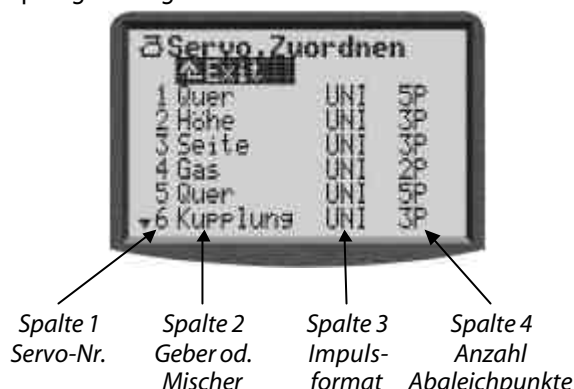 Servo.Zuordnen
Exit
1 Quer UNI 5P
2 Höhe UNI 3P
3 Seite UNI 3P
4 Gas UNI 2P
5 Quer UNI 5P
6 Kupplung UNI 3P
Spalte 1 Spalte 2 Spalte 3 Spalte 4
Servo-Nr. Geber od. Impuls- Anzahl
Mischer format Abgleichpunkte